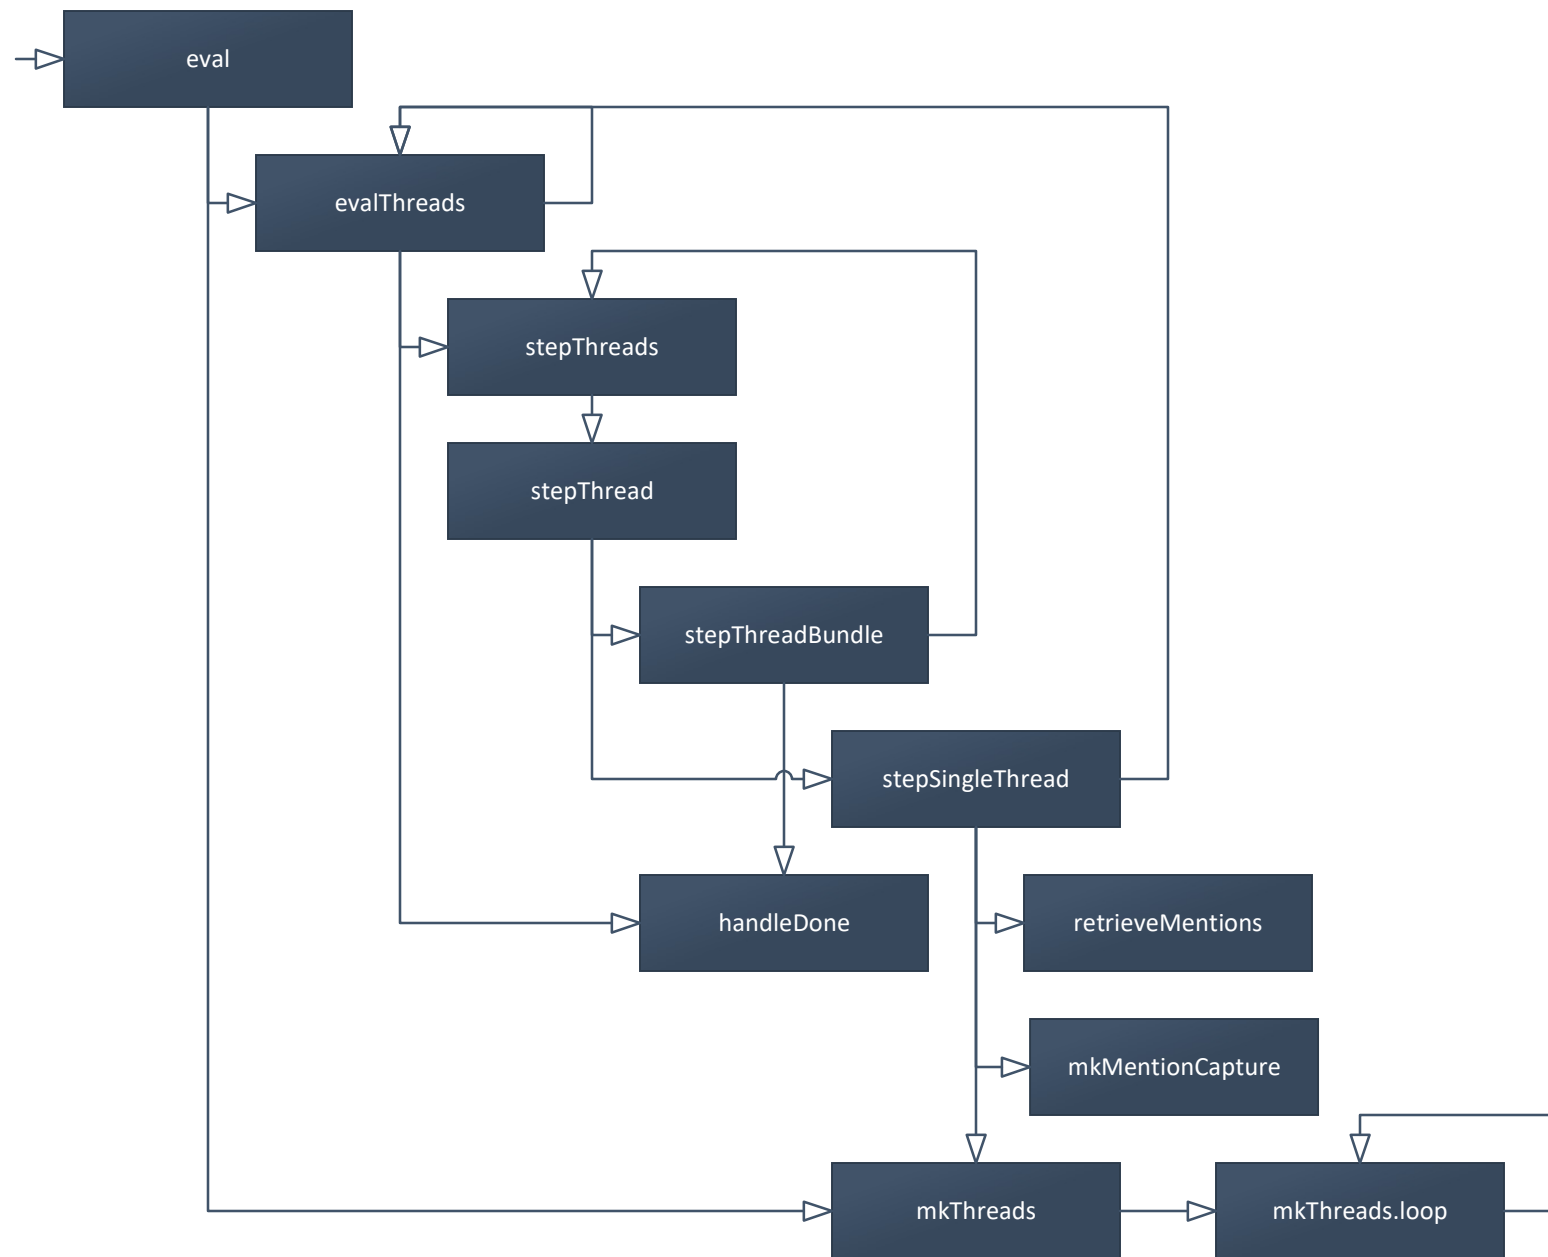 eval
evalThreads
stepThreads
stepThread
stepThreadBundle
stepSingleThread
handleDone
retrieveMentions
mkMentionCapture
mkThreads
mkThreads.loop